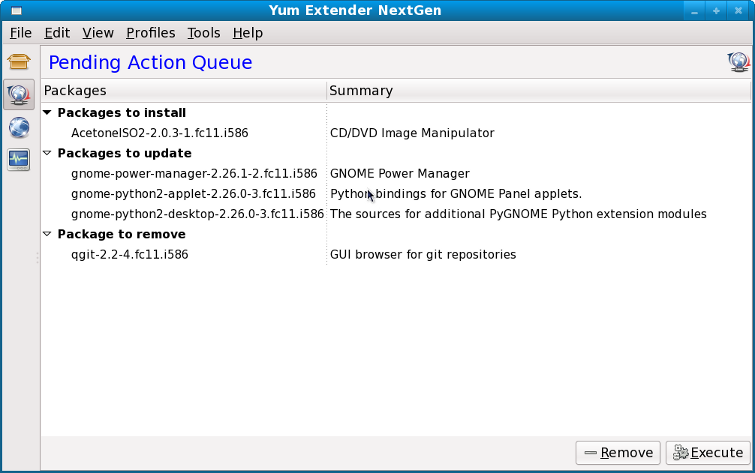 Yum Extender NextGen
File Edit View Profiles Tools Help
Pending Action Queue
Packages Summary
Packages to install
AcetoneISO2-2.0.3-1.fc11.i586 CD/DVD Image Manipulator
Packages to update
gnome-power-manager-2.26.1-2.fc11.i586 GNOME Power Manager
gnome-python2-applet-2.26.0-3.fc11.i586 Python bindings for GNOME Panel applets.
gnome-python2-desktop-2.26.0-3.fc11.i586 The sources for additional PyGNOME Python extension modules
Package to remove
qgit-2.2-4.fc11.i586 GUI browser for git repositories
Remove Execute